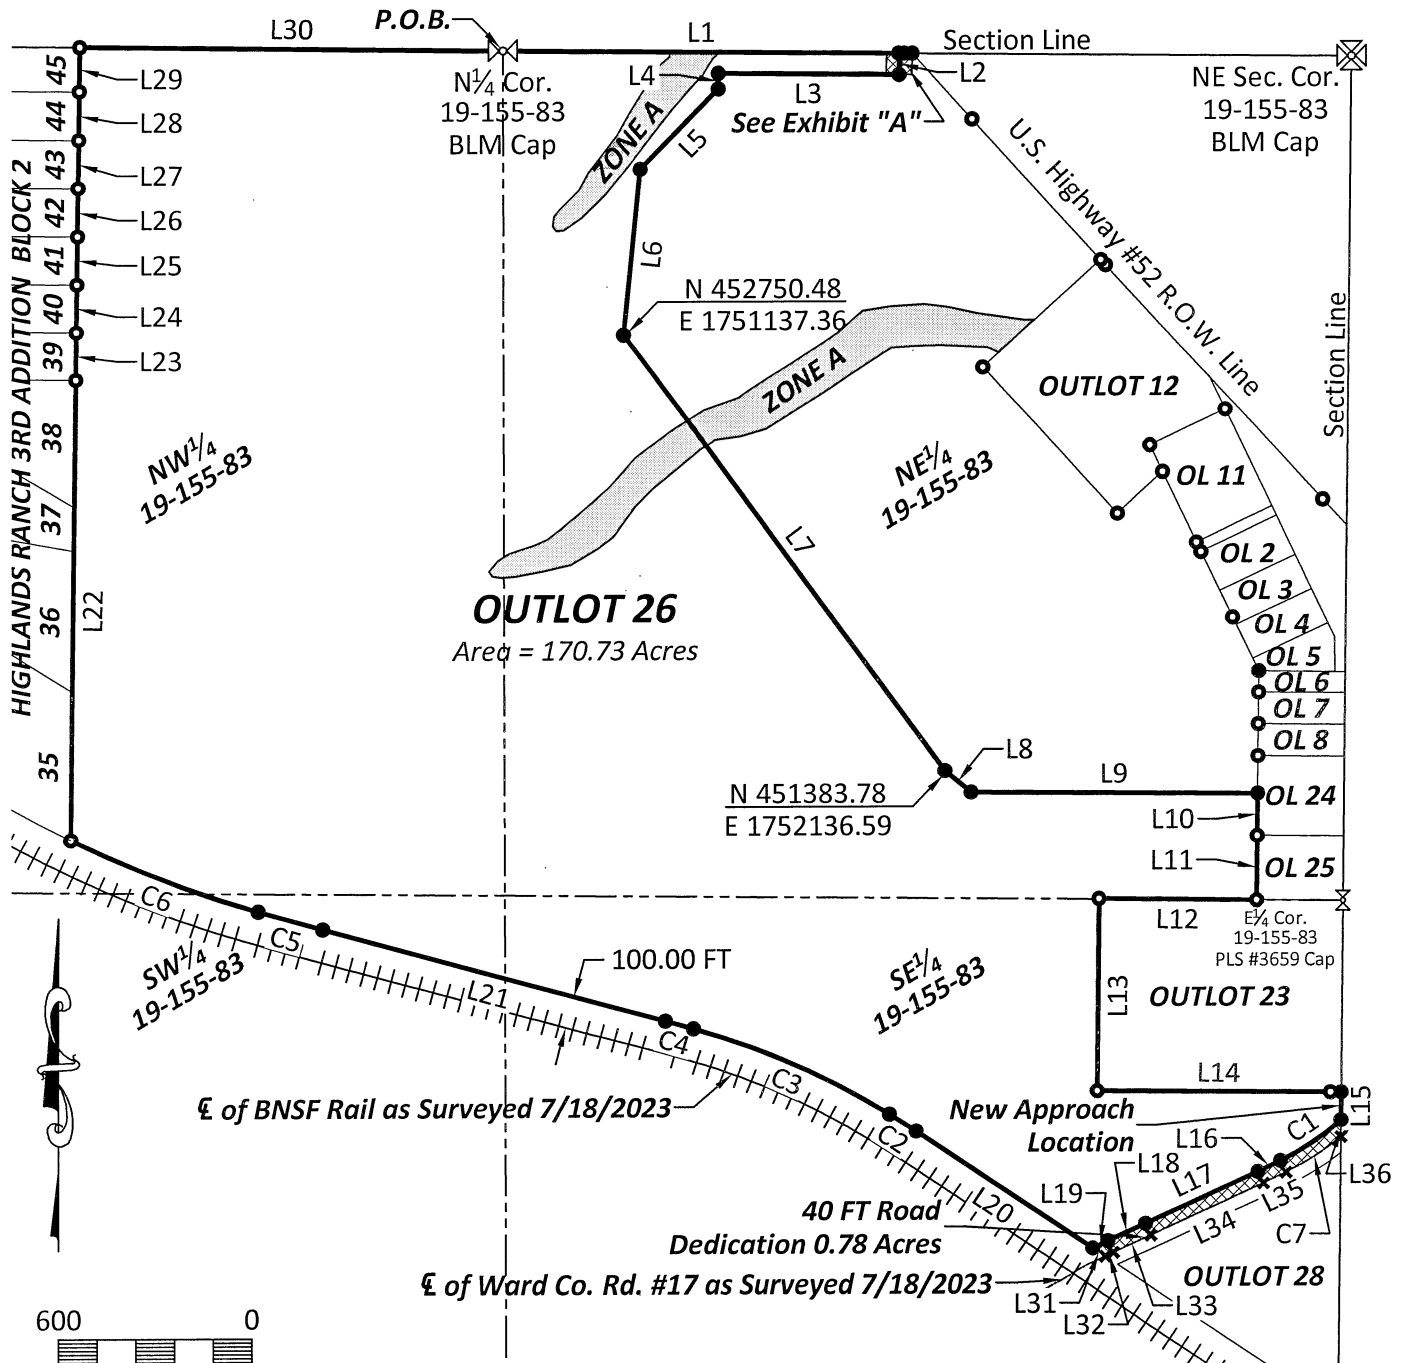 P.O.B.
L30
L1
Section Line
45
L29
N¼ Cor.
19-155-83
BLM Cap
L4
L3
L2
See Exhibit "A"
NE Sec. Cor.
19-155-83
BLM Cap
44
L28
43
L27
42
L26
41
L25
40
L24
39
L23
38
37
36
35
L22
HIGHLANDS RANCH 3RD ADDITION BLOCK 2
ZONE A
L5
L6
U.S. Highway #52 R.O.W. Line
Section Line
N 452750.48
E 1751137.36
ZONE A
OUTLOT 12
NW¼
19-155-83
NE¼
19-155-83
OL 11
L7
OL 2
OL 3
OL 4
OL 5
OL 6
OL 7
OL 8
OUTLOT 26
Area = 170.73 Acres
L8
L9
N 451383.78
E 1752136.59
OL 24
L10
L11
OL 25
L12
E¼ Cor.
19-155-83
PLS #3659 Cap
C6
C5
SW¼
19-155-83
L21
100.00 FT
SE¼
19-155-83
L13
OUTLOT 23
C4
C3
L14
L15
℄ of BNSF Rail as Surveyed 7/18/2023
New Approach
Location
C2
L16
C1
L18
L17
L36
L19
L35
L20
L34
C7
40 FT Road
Dedication 0.78 Acres
℄ of Ward Co. Rd. #17 as Surveyed 7/18/2023
OUTLOT 28
L31
L33
L32
600
0